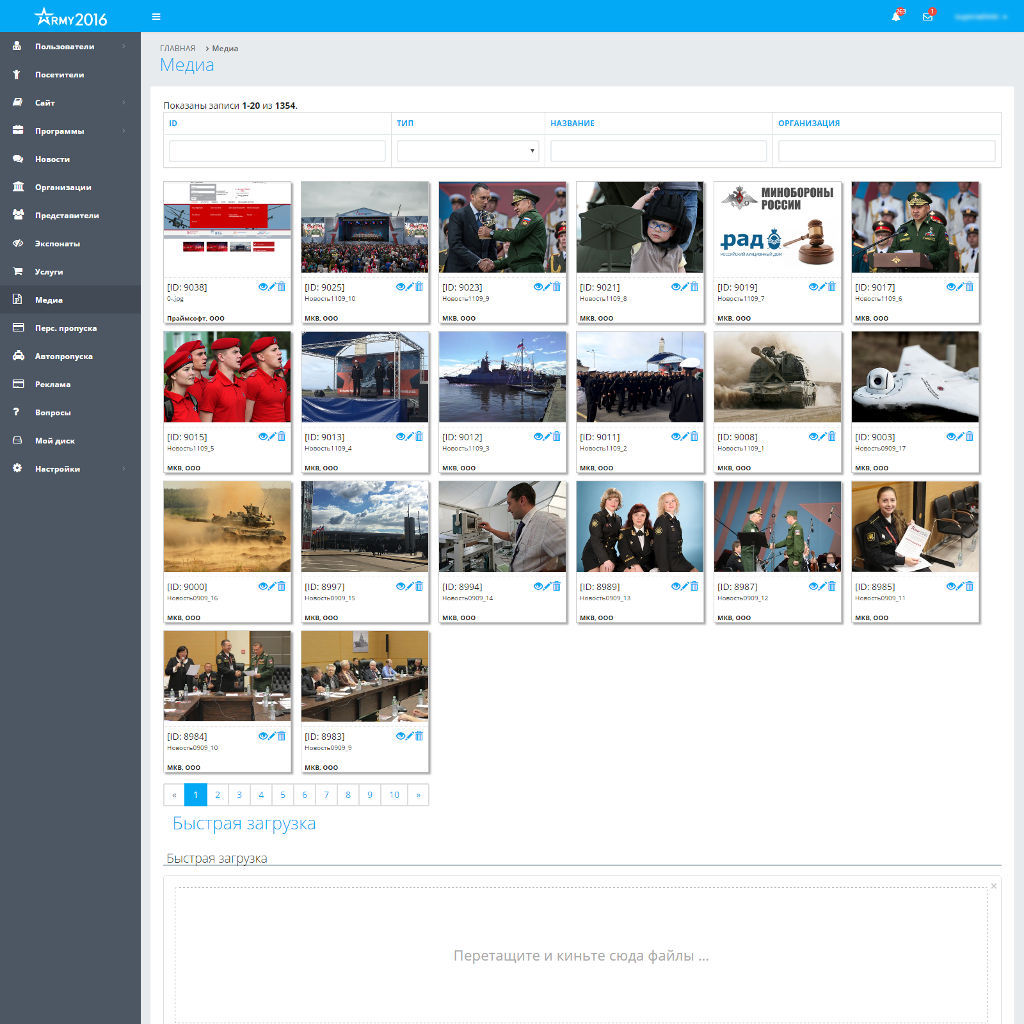 ARMY2016
263
1
Пользователи
Посетители
Сайт
Программы
Новости
Организации
Представители
Экспонаты
Услуги
Медиа
Перс. пропуска
Автопропуска
Реклама
Вопросы
Мой диск
Настройки
ГЛАВНАЯ > Медиа
Медиа
Показаны записи 1-20 из 1354.
ID ТИП НАЗВАНИЕ ОРГАНИЗАЦИЯ
МИНОБОРОНЫ
РОССИИ
рад
РОССИЙСКИЙ АУКЦИОННЫЙ ДОМ
[ID: 9038] [ID: 9025] [ID: 9023] [ID: 9021] [ID: 9019] [ID: 9017]
0-.jpg Новость1109_10 Новость1109_9 Новость1109_8 Новость1109_7 Новость1109_6
Праймсофт, ООО МКВ, ООО МКВ, ООО МКВ, ООО МКВ, ООО МКВ, ООО
[ID: 9015] [ID: 9013] [ID: 9012] [ID: 9011] [ID: 9008] [ID: 9003]
Новость1109_5 Новость1109_4 Новость1109_3 Новость1109_2 Новость1109_1 Новость0909_17
МКВ, ООО МКВ, ООО МКВ, ООО МКВ, ООО МКВ, ООО МКВ, ООО
[ID: 9000] [ID: 8997] [ID: 8994] [ID: 8989] [ID: 8987] [ID: 8985]
Новость0909_16 Новость0909_15 Новость0909_14 Новость0909_13 Новость0909_12 Новость0909_11
МКВ, ООО МКВ, ООО МКВ, ООО МКВ, ООО МКВ, ООО МКВ, ООО
[ID: 8984] [ID: 8983]
Новость0909_10 Новость0909_9
МКВ, ООО МКВ, ООО
« 1 2 3 4 5 6 7 8 9 10 »
Быстрая загрузка
Быстрая загрузка
×
Перетащите и киньте сюда файлы ...